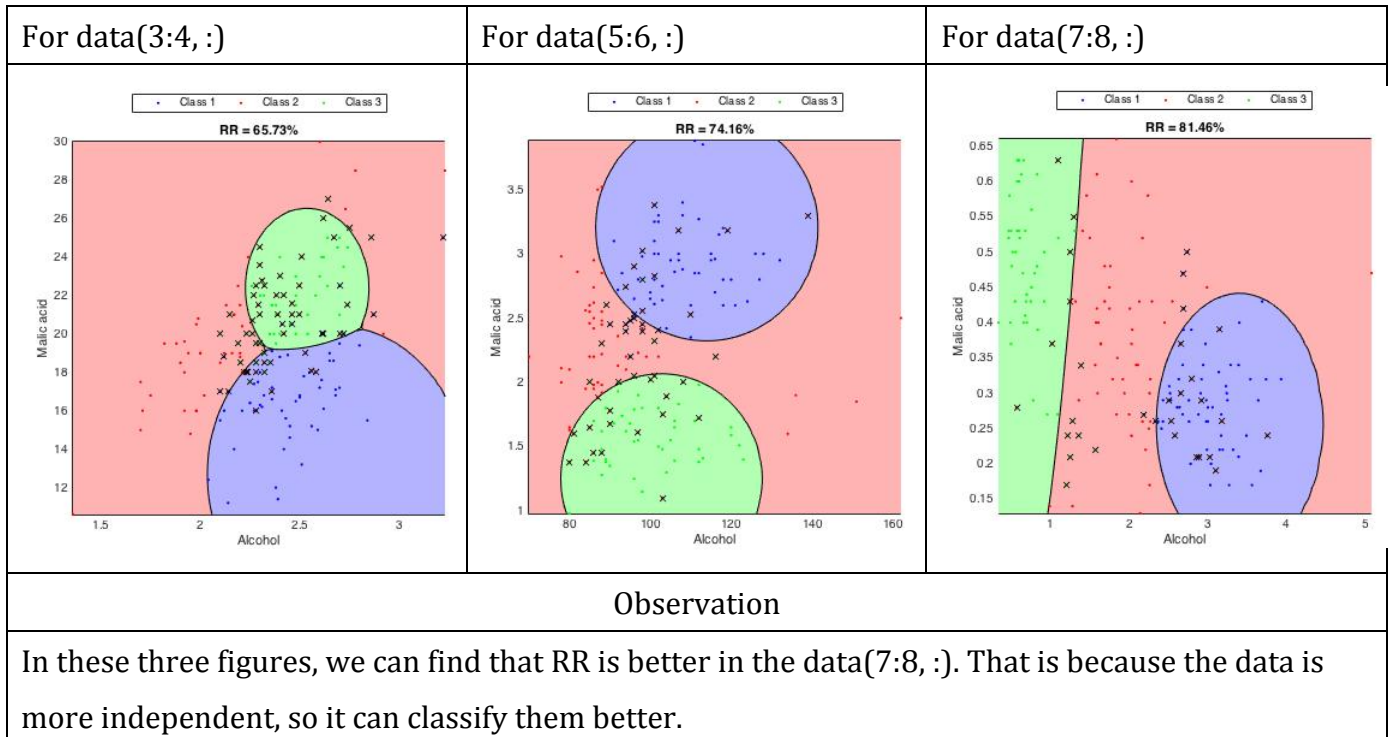 For data(3:4, :)
For data(5:6, :)
For data(7:8, :)
Class 1 Class 2 Class 3
RR = 65.73%
30
28
26
24
22
20
18
16
14
12
Malic acid
1.5 2 2.5 3
Alcohol
Class 1 Class 2 Class 3
RR = 74.16%
3.5
3
2.5
2
1.5
1
Malic acid
80 100 120 140 160
Alcohol
Class 1 Class 2 Class 3
RR = 81.46%
0.65
0.6
0.55
0.5
0.45
0.4
0.35
0.3
0.25
0.2
0.15
Malic acid
1 2 3 4 5
Alcohol
Observation
In these three figures, we can find that RR is better in the data(7:8, :). That is because the data is
more independent, so it can classify them better.